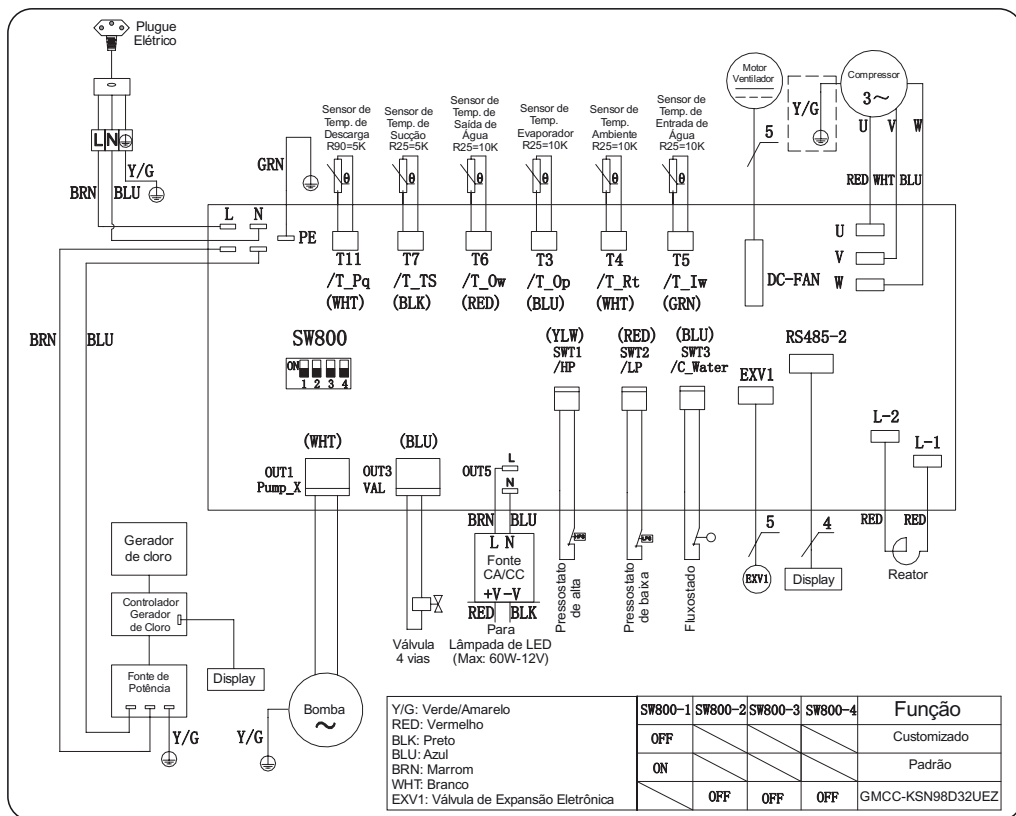 Plugue
Elétrico
L N
Y/G
BRN
BLU
GRN
L N
PE
Sensor de
Temp. de
Descarga
R90=5K
Sensor de
Temp. de
Sucção
R25=5K
Sensor de
Temp. de
Saída de
Água
R25=10K
Sensor de
Temp.
Evaporador
R25=10K
Sensor de
Temp.
Ambiente
R25=10K
Sensor de
Temp. de
Entrada de
Água
R25=10K
θ
θ
θ
θ
θ
θ
Motor
Ventilador
5
Y/G
Compressor
3~
U V W
RED WHT BLU
U
V
W
DC-FAN
T11
/T_Pq
(WHT)
T7
/T_TS
(BLK)
T6
/T_Ow
(RED)
T3
/T_Op
(BLU)
T4
/T_Rt
(WHT)
T5
/T_Iw
(GRN)
BRN
BLU
SW800
ON
1 2 3 4
(YLW)
SWT1
/HP
(RED)
SWT2
/LP
(BLU)
SWT3
/C_Water
EXV1
RS485-2
L-2
L-1
(WHT)
OUT1
Pump_X
(BLU)
OUT3
VAL
OUT5
L
N
BRN BLU
L N
Fonte
CA/CC
+V -V
RED BLK
Para
Lâmpada de LED
(Max: 60W-12V)
Válvula
4 vias
HPS
Pressostato
de alta
LPS
Pressostato
de baixa
Fluxostado
5
EXV1
4
Display
RED RED
Reator
Gerador
de cloro
Controlador
Gerador
de Cloro
Fonte de
Potência
Display
Y/G
Y/G
Bomba
~
Y/G: Verde/Amarelo
RED: Vermelho
BLK: Preto
BLU: Azul
BRN: Marrom
WHT: Branco
EXV1: Válvula de Expansão Eletrônica
SW800-1 SW800-2 SW800-3 SW800-4 Função
OFF Customizado
ON Padrão
OFF OFF OFF GMCC-KSN98D32UEZ